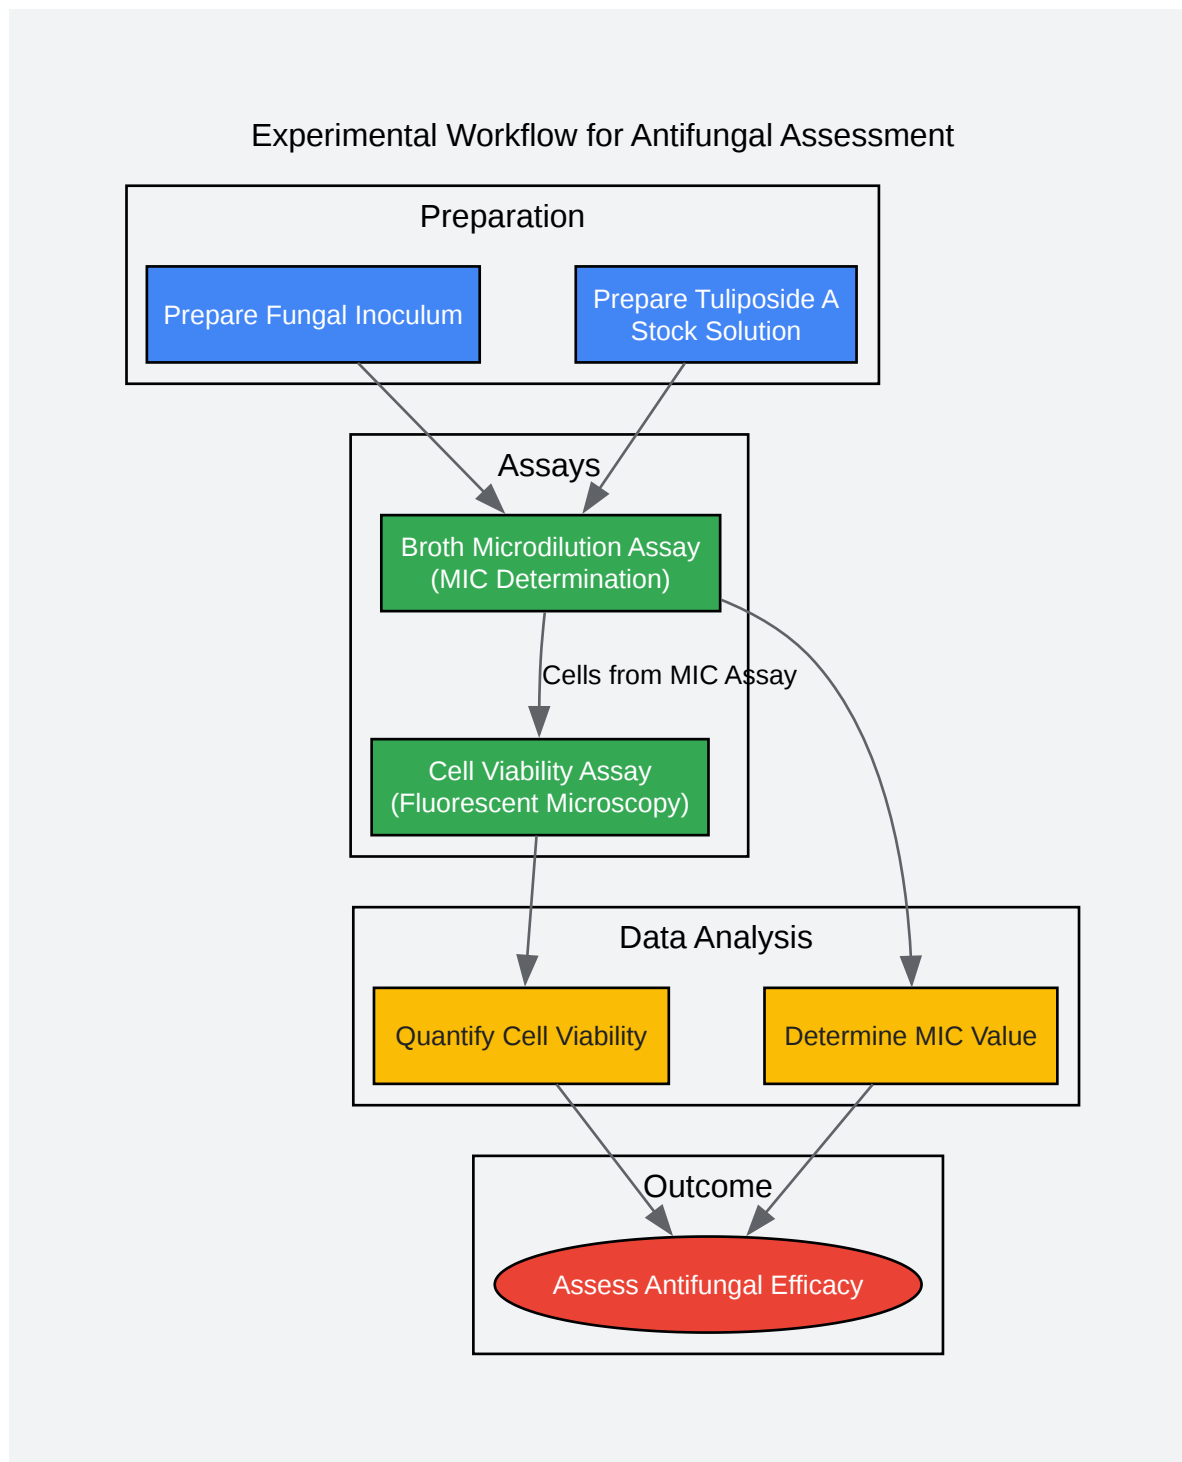 Experimental Workflow for Antifungal Assessment
Preparation
Prepare Fungal Inoculum
Prepare Tuliposide A
Stock Solution
Assays
Broth Microdilution Assay
(MIC Determination)
Cells from MIC Assay
Cell Viability Assay
(Fluorescent Microscopy)
Data Analysis
Quantify Cell Viability
Determine MIC Value
Outcome
Assess Antifungal Efficacy